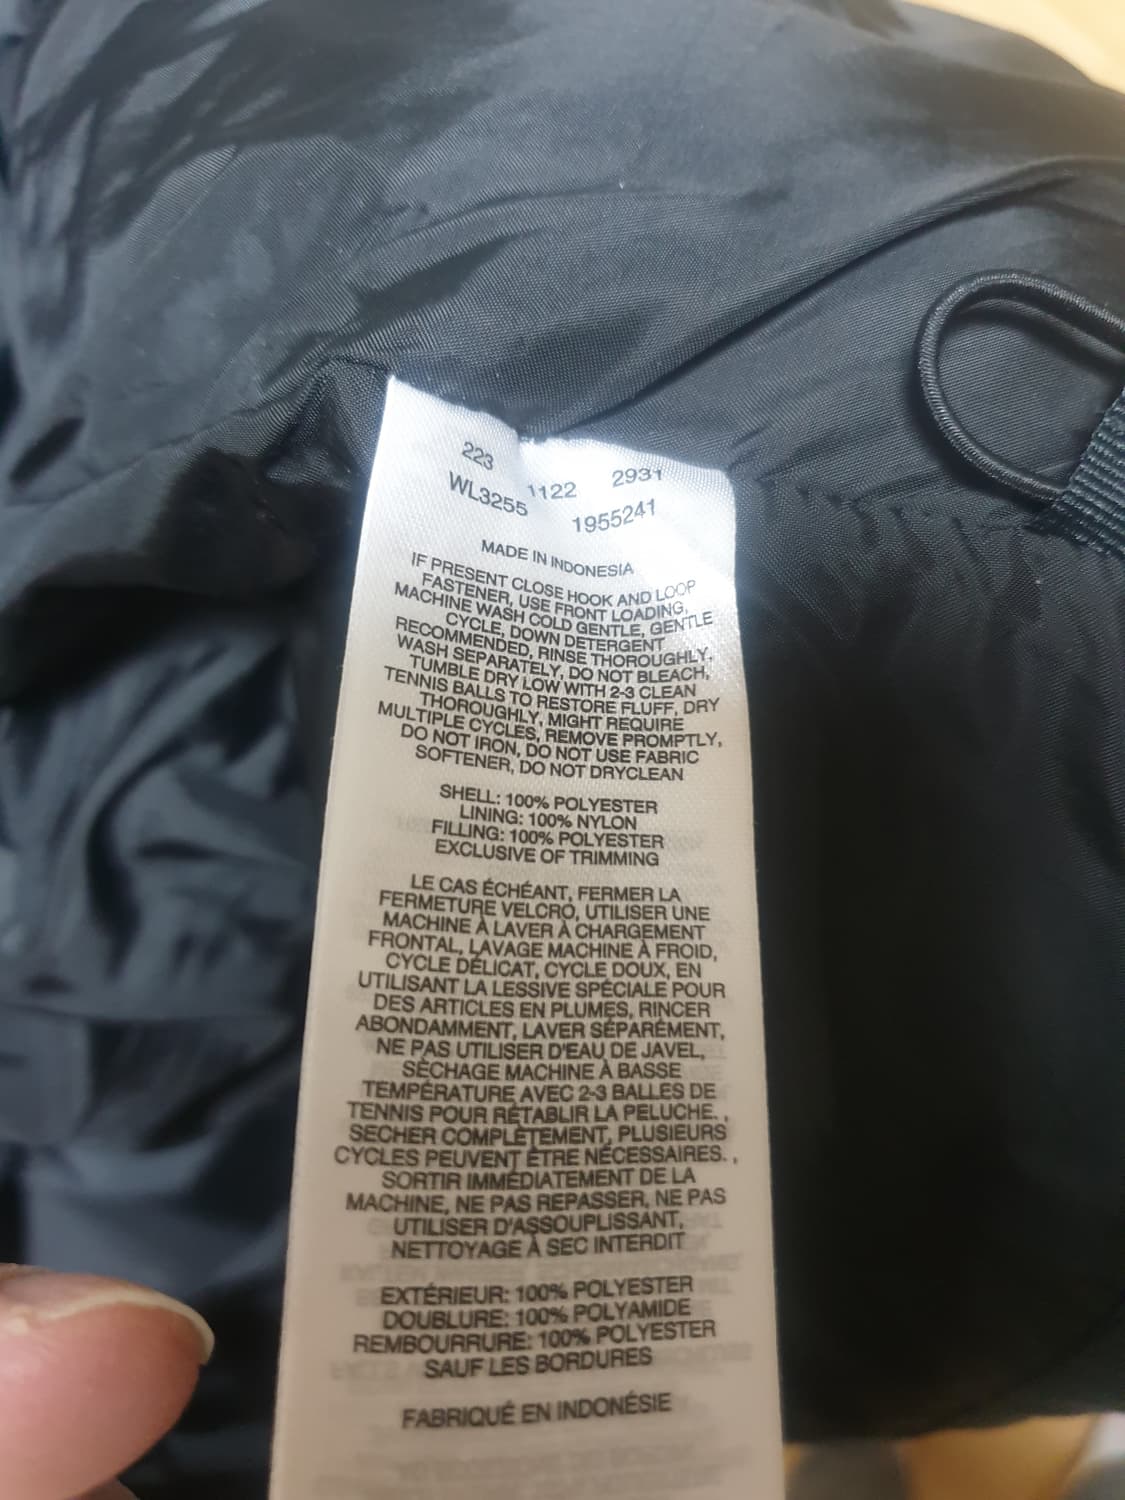 223 1122 2931
WL3255 1955241
MADE IN INDONESIA
IF PRESENT CLOSE HOOK AND LOOP
FASTENER, USE FRONT LOADING,
MACHINE WASH COLD GENTLE, GENTLE
CYCLE, DOWN DETERGENT
RECOMMENDED, RINSE THOROUGHLY,
WASH SEPARATELY, DO NOT BLEACH,
TUMBLE DRY LOW WITH 2-3 CLEAN
TENNIS BALLS TO RESTORE FLUFF, DRY
THOROUGHLY, MIGHT REQUIRE
MULTIPLE CYCLES, REMOVE PROMPTLY,
DO NOT IRON, DO NOT USE FABRIC
SOFTENER, DO NOT DRYCLEAN
SHELL: 100% POLYESTER
LINING: 100% NYLON
FILLING: 100% POLYESTER
EXCLUSIVE OF TRIMMING
LE CAS ÉCHÉANT, FERMER LA
FERMETURE VELCRO, UTILISER UNE
MACHINE À LAVER À CHARGEMENT
FRONTAL, LAVAGE MACHINE À FROID,
CYCLE DÉLICAT, CYCLE DOUX, EN
UTILISANT LA LESSIVE SPÉCIALE POUR
DES ARTICLES EN PLUMES, RINCER
ABONDAMMENT, LAVER SÉPARÉMENT,
NE PAS UTILISER D'EAU DE JAVEL,
SÈCHAGE MACHINE À BASSE
TEMPÉRATURE AVEC 2-3 BALLES DE
TENNIS POUR RÉTABLIR LA PELUCHE. ,
SECHER COMPLÈTEMENT, PLUSIEURS
CYCLES PEUVENT ÊTRE NÉCESSAIRES. ,
SORTIR IMMÉDIATEMENT DE LA
MACHINE, NE PAS REPASSER, NE PAS
UTILISER D'ASSOUPLISSANT,
NETTOYAGE À SEC INTERDIT
EXTÉRIEUR: 100% POLYESTER
DOUBLURE: 100% POLYAMIDE
REMBOURRURE: 100% POLYESTER
SAUF LES BORDURES
FABRIQUÉ EN INDONÉSIE